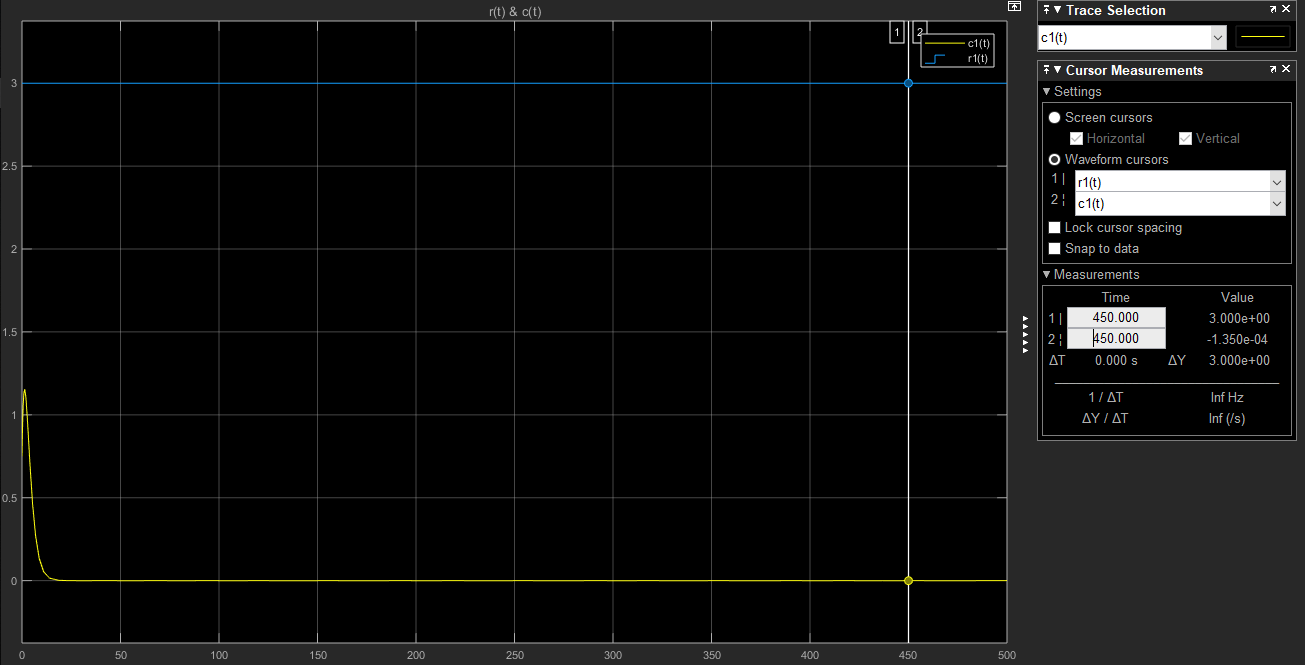 r(t) & c(t)
1
2
c1(t)
r1(t)
3
2.5
2
1.5
1
0.5
0
0 50 100 150 200 250 300 350 400 450 500
Trace Selection
c1(t)
Cursor Measurements
Settings
Screen cursors
Horizontal Vertical
Waveform cursors
1 | r1(t)
2 ¦ c1(t)
Lock cursor spacing
Snap to data
Measurements
Time Value
1 | 450.000 3.000e+00
2 ¦ 450.000 -1.350e-04
ΔT 0.000 s ΔY 3.000e+00
1 / ΔT Inf Hz
ΔY / ΔT Inf (/s)